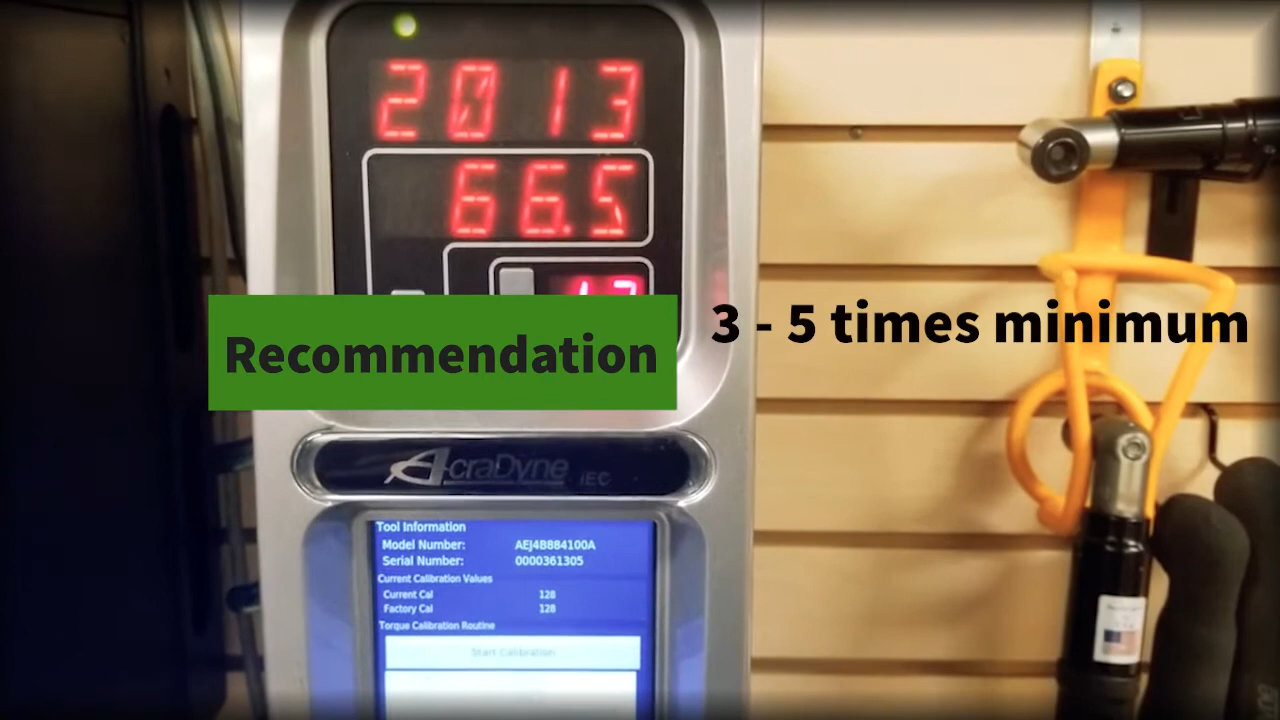 2013
66.5
Recommendation
3 - 5 times minimum
AcraDyne iEC
Tool Information
Model Number: AEJ4B884100A
Serial Number: 0000361305
Current Calibration Values
Current Cal 128
Factory Cal 128
Torque Calibration Routine
Start Calibration